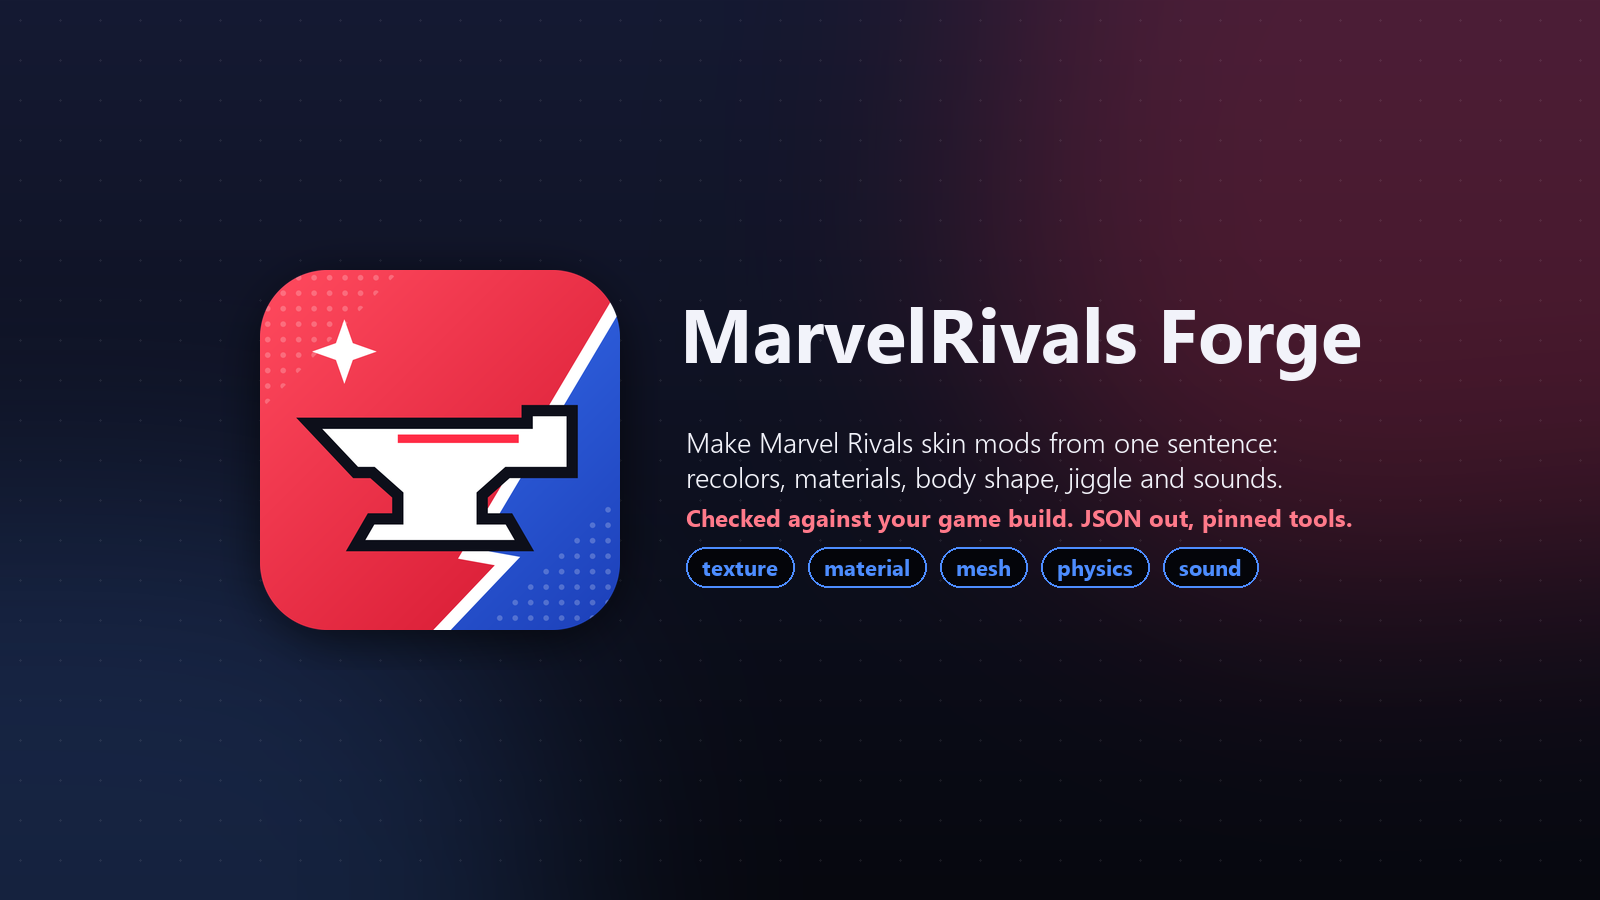 MarvelRivals Forge
Make Marvel Rivals skin mods from one sentence:
recolors, materials, body shape, jiggle and sounds.
Checked against your game build. JSON out, pinned tools.
texture material mesh physics sound